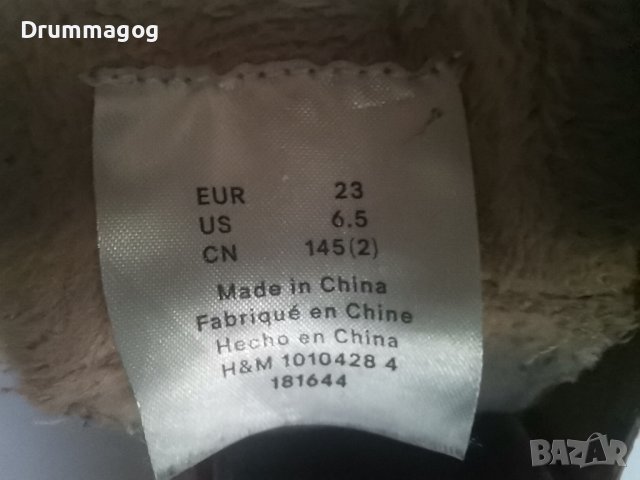 Drummagog
EUR 23
US 6.5
CN 145(2)
Made in China
Fabriqué en Chine
Hecho en China
H&M 1010428 4
181644
BAZAR